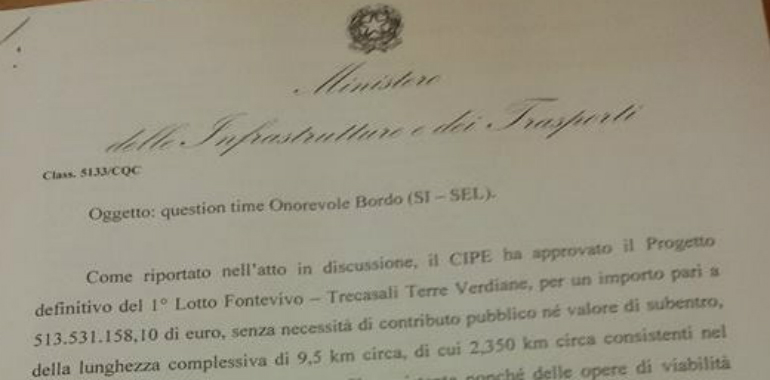 Ministero
delle Infrastrutture e dei Trasporti
Class. 5133/CQC
Oggetto: question time Onorevole Bordo (SI – SEL).
Come riportato nell'atto in discussione, il CIPE ha approvato il Progetto
definitivo del 1° Lotto Fontevivo – Trecasali Terre Verdiane, per un importo pari a
513.531.158,10 di euro, senza necessità di contributo pubblico né valore di subentro,
della lunghezza complessiva di 9,5 km circa, di cui 2,350 km circa consistenti nel
nonché delle opere di viabilità